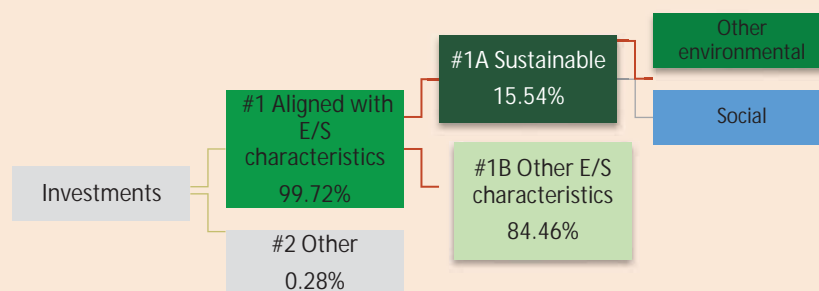 Investments
#1 Aligned with
E/S
characteristics
99.72%
#2 Other
0.28%
#1A Sustainable
15.54%
#1B Other E/S
characteristics
84.46%
Other
environmental
Social